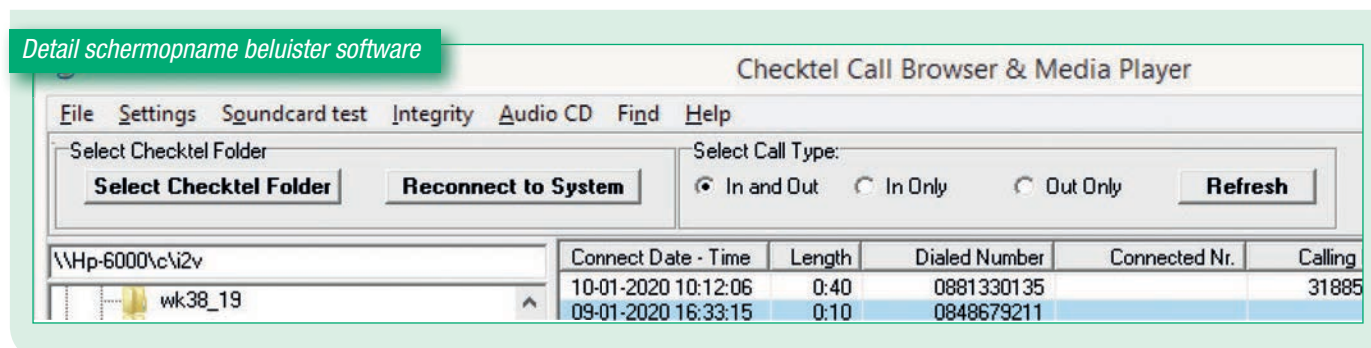 Detail schermopname beluister software
Checktel Call Browser & Media Player
File Settings Soundcard test Integrity Audio CD Find Help
Select Checktel Folder
Select Checktel Folder Reconnect to System
Select Call Type:
In and Out In Only Out Only Refresh
\\Hp-6000\c\i2v
wk38_19
Connect Date - Time Length Dialed Number Connected Nr. Calling
10-01-2020 10:12:06 0:40 0881330135 31885
09-01-2020 16:33:15 0:10 0848679211